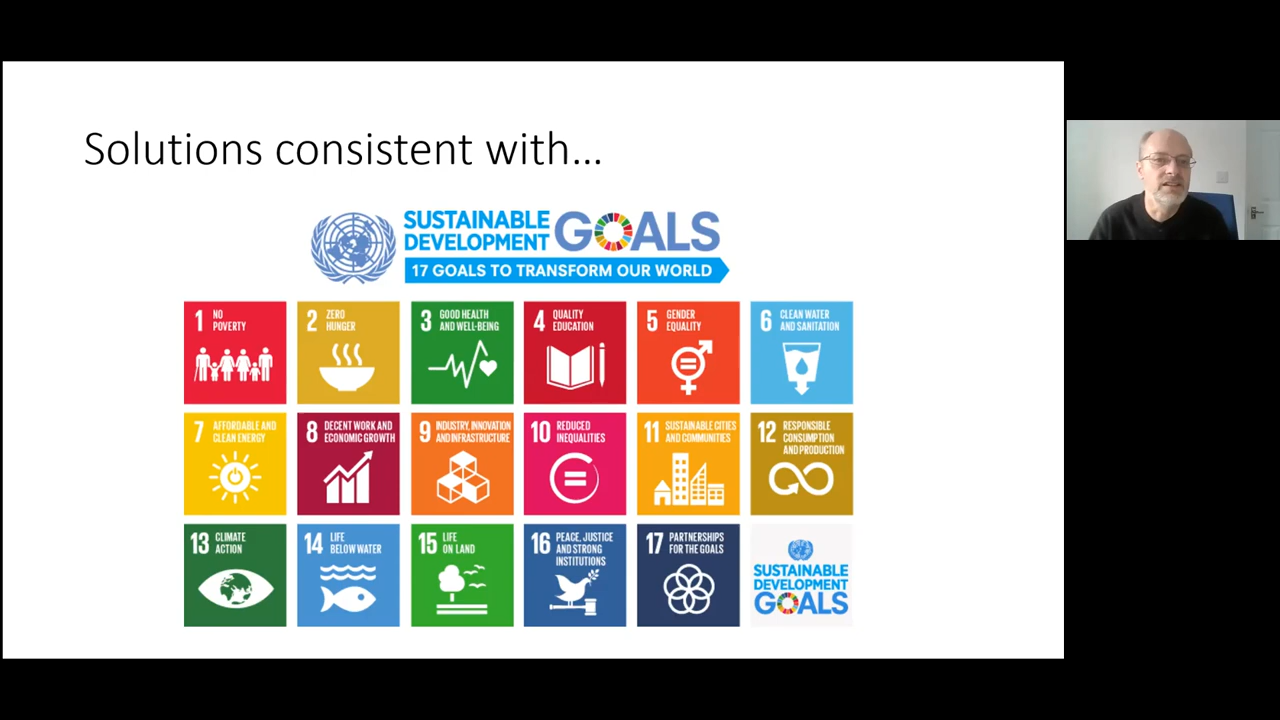 Solutions consistent with...
SUSTAINABLE
DEVELOPMENT
GOALS
17 GOALS TO TRANSFORM OUR WORLD
1 NO
POVERTY
2 ZERO
HUNGER
3 GOOD HEALTH
AND WELL-BEING
4 QUALITY
EDUCATION
5 GENDER
EQUALITY
6 CLEAN WATER
AND SANITATION
7 AFFORDABLE AND
CLEAN ENERGY
8 DECENT WORK AND
ECONOMIC GROWTH
9 INDUSTRY, INNOVATION
AND INFRASTRUCTURE
10 REDUCED
INEQUALITIES
11 SUSTAINABLE CITIES
AND COMMUNITIES
12 RESPONSIBLE
CONSUMPTION
AND PRODUCTION
13 CLIMATE
ACTION
14 LIFE
BELOW WATER
15 LIFE
ON LAND
16 PEACE, JUSTICE
AND STRONG
INSTITUTIONS
17 PARTNERSHIPS
FOR THE GOALS
SUSTAINABLE
DEVELOPMENT
GOALS